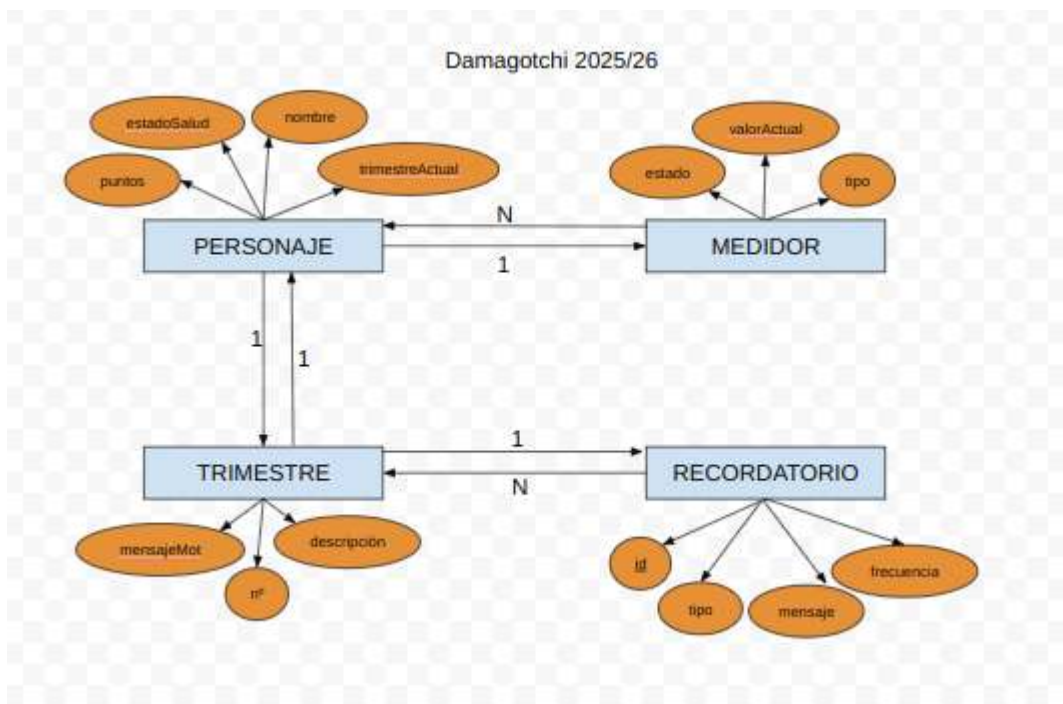 Damagotchi 2025/26
estadoSalud
nombre
valorActual
puntos
trimestreActual
estado
tipo
N
PERSONAJE
MEDIDOR
1
1
1
1
TRIMESTRE
RECORDATORIO
N
mensajeMot
descripción
nº
id
tipo
mensaje
frecuencia